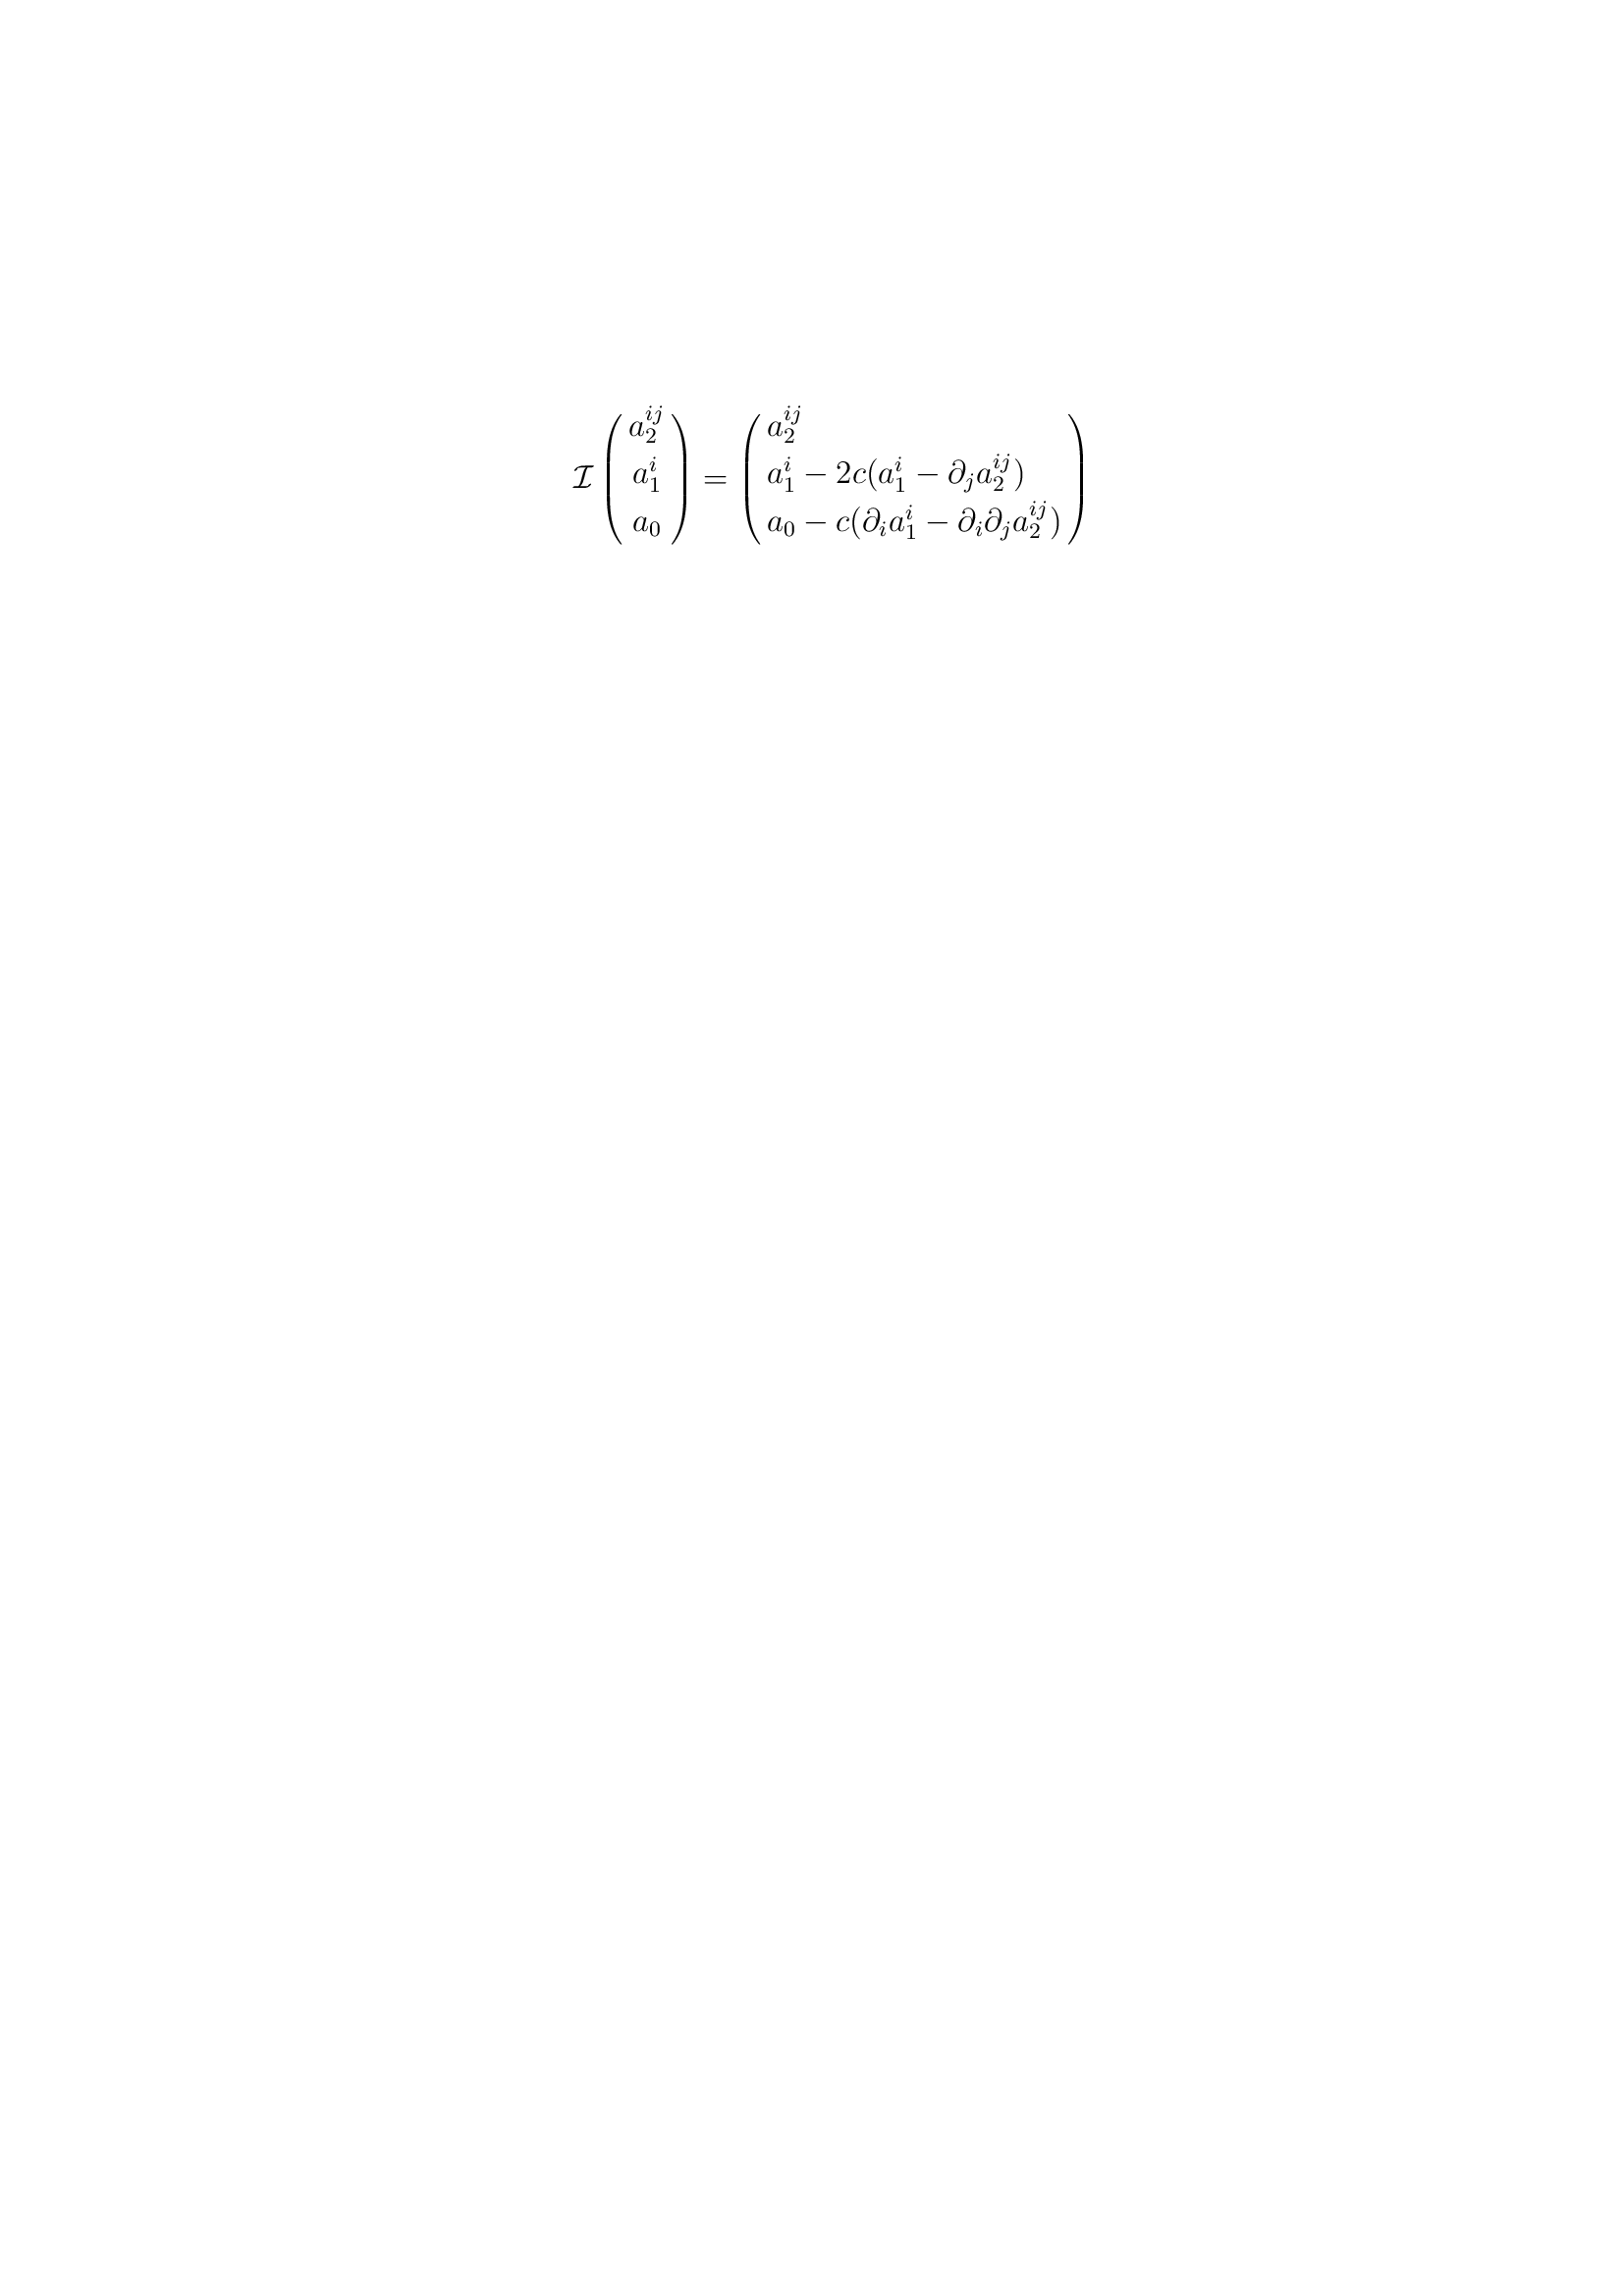 $$\mathcal{I} \begin{pmatrix} a_2^{ij} \\ a_1^i \\ a_0 \end{pmatrix} = \begin{pmatrix} a_2^{ij} \\ a_1^i - 2c(a_1^i - \partial_j a_2^{ij}) \\ a_0 - c(\partial_i a_1^i - \partial_i \partial_j a_2^{ij}) \end{pmatrix}$$